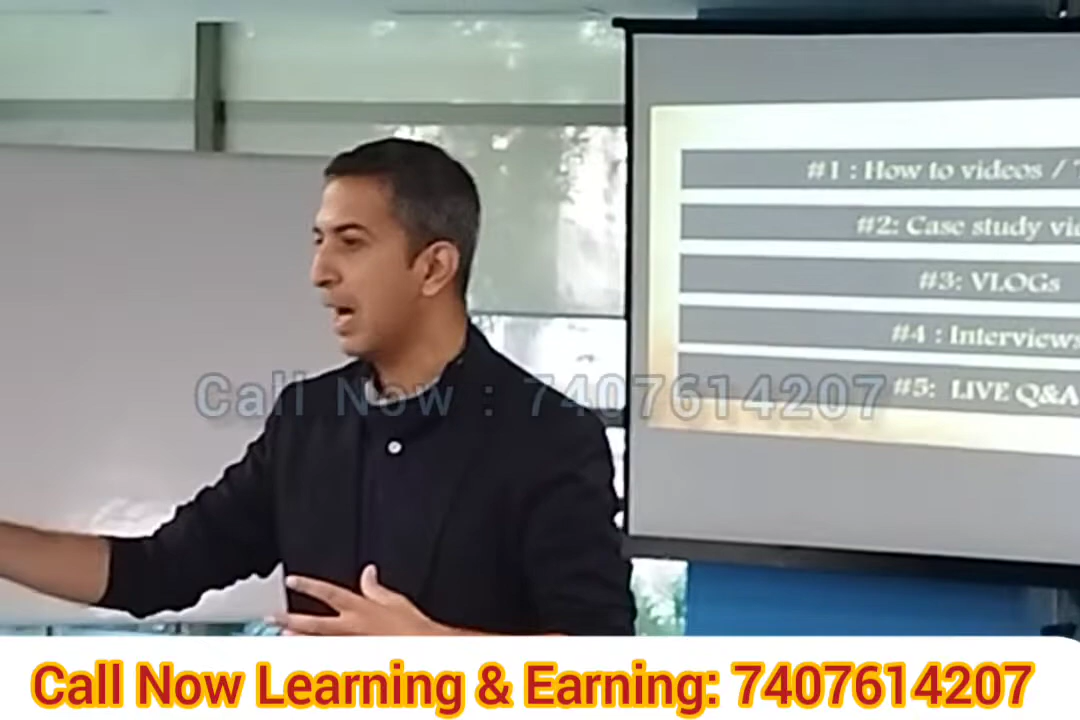 #1 : How to videos /
#2: Case study
#3: VLOGs
#4 : Interviews
#5: LIVE Q&A
Call Now : 7407614207
Call Now Learning & Earning: 7407614207